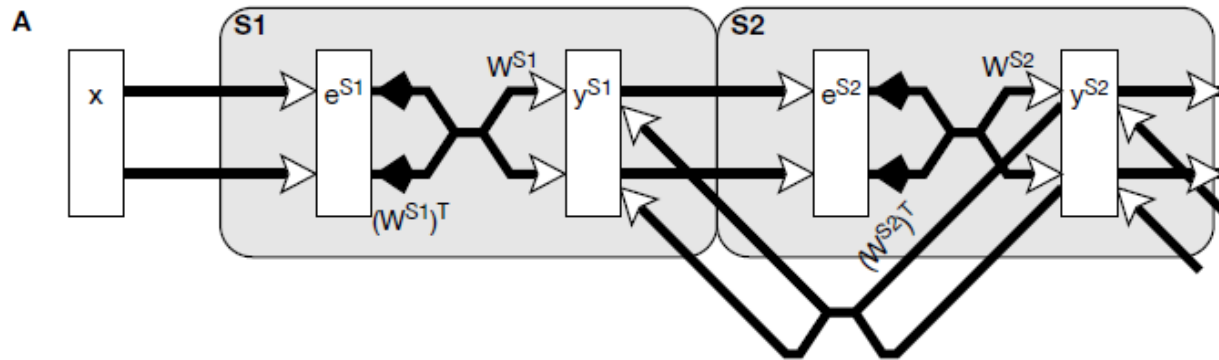 A
S1
S2
x
e^S1
W^S1
y^S1
(W^S1)^T
e^S2
W^S2
y^S2
(W^S2)^T